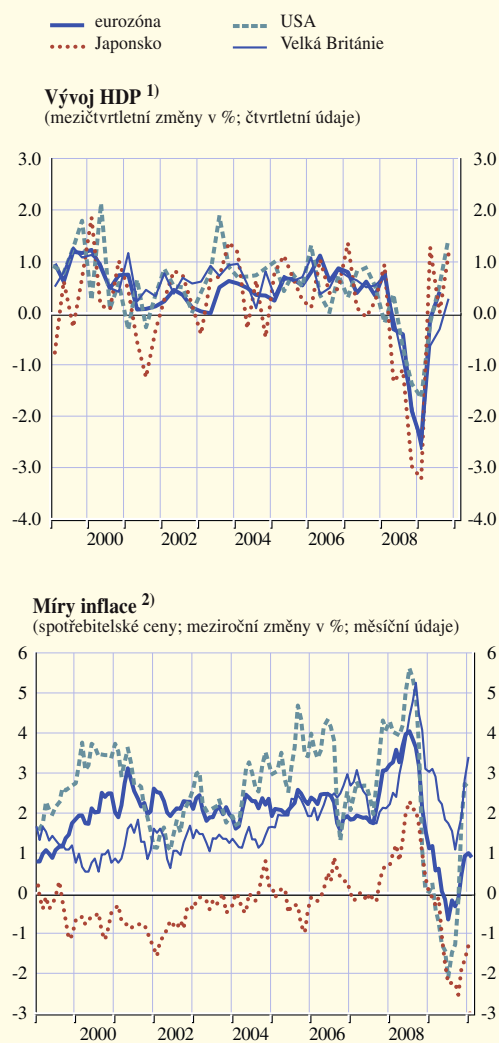 eurozóna USA
Japonsko Velká Británie
Vývoj HDP 1)
(mezičtvrtletní změny v %; čtvrtletní údaje)
3.0 3.0
2.0 2.0
1.0 1.0
0.0 0.0
-1.0 -1.0
-2.0 -2.0
-3.0 -3.0
-4.0 -4.0
2000 2002 2004 2006 2008
Míry inflace 2)
(spotřebitelské ceny; meziroční změny v %; měsíční údaje)
6 6
5 5
4 4
3 3
2 2
1 1
0 0
-1 -1
-2 -2
-3 -3
2000 2002 2004 2006 2008